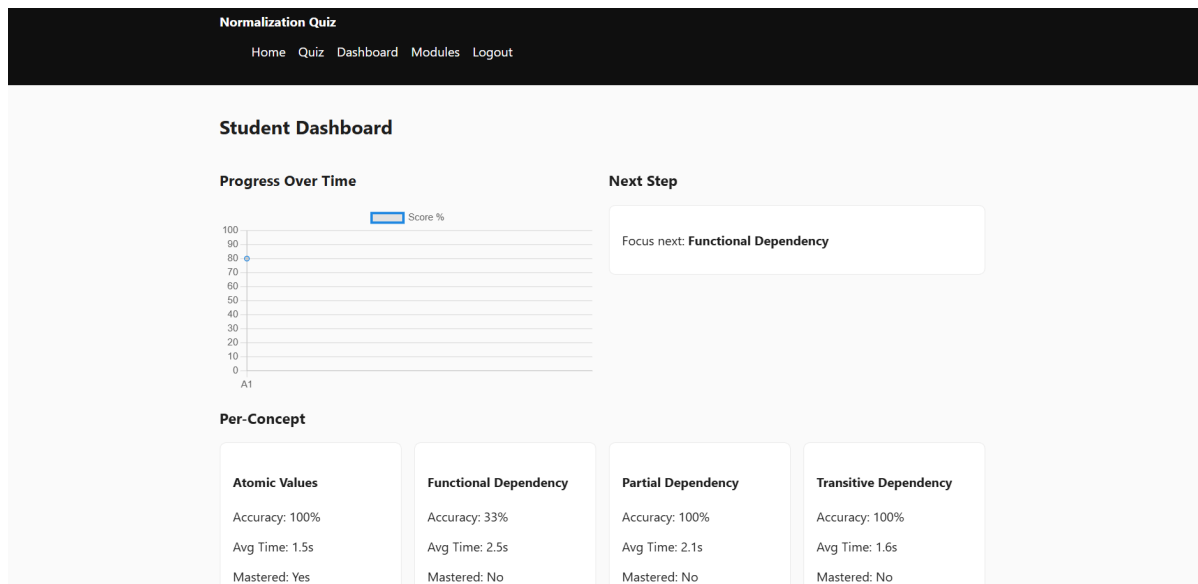 Normalization Quiz
Home Quiz Dashboard Modules Logout
Student Dashboard
Progress Over Time
Score %
100
90
80
70
60
50
40
30
20
10
0
A1
Next Step
Focus next: Functional Dependency
Per-Concept
Atomic Values
Accuracy: 100%
Avg Time: 1.5s
Mastered: Yes
Functional Dependency
Accuracy: 33%
Avg Time: 2.5s
Mastered: No
Partial Dependency
Accuracy: 100%
Avg Time: 2.1s
Mastered: No
Transitive Dependency
Accuracy: 100%
Avg Time: 1.6s
Mastered: No